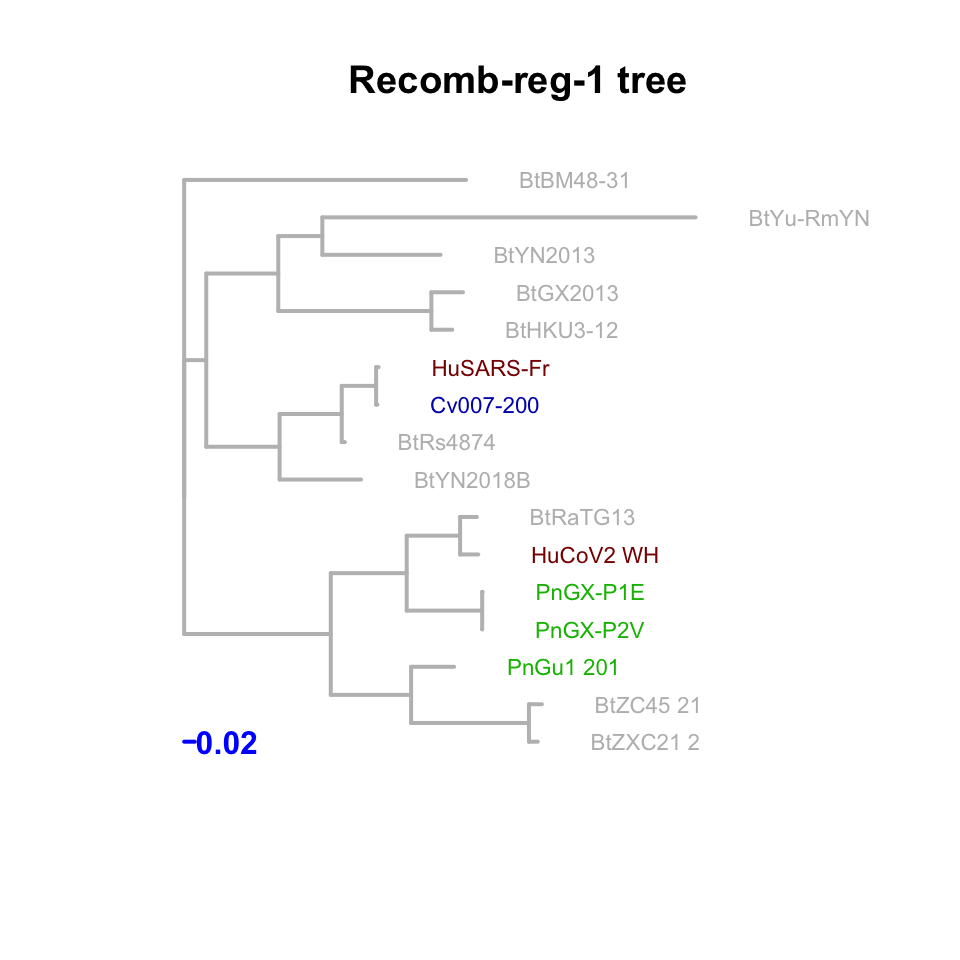 Recomb-reg-1 tree
BtBM48-31
BtYu-RmYN
BtYN2013
BtGX2013
BtHKU3-12
HuSARS-Fr
Cv007-200
BtRs4874
BtYN2018B
BtRaTG13
HuCoV2 WH
PnGX-P1E
PnGX-P2V
PnGu1 201
BtZC45 21
BtZXC21 2
0.02